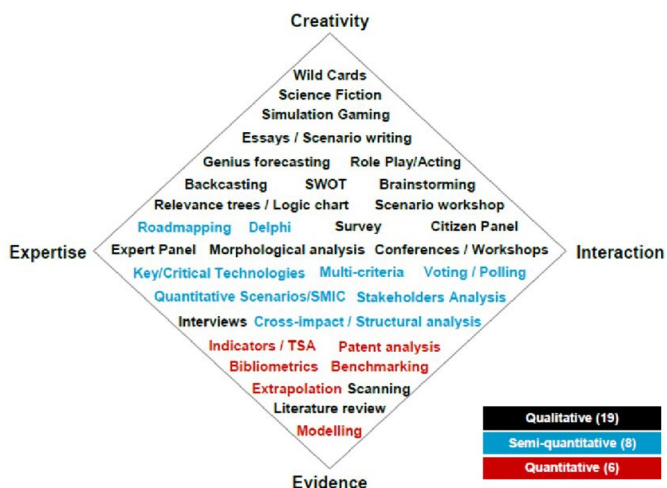 Creativity
Wild Cards
Science Fiction
Simulation Gaming
Essays / Scenario writing
Genius forecasting Role Play/Acting
Backcasting SWOT Brainstorming
Relevance trees / Logic chart Scenario workshop
Roadmapping Delphi Survey Citizen Panel
Expertise Expert Panel Morphological analysis Conferences / Workshops Interaction
Key/Critical Technologies Multi-criteria Voting / Polling
Quantitative Scenarios/SMIC Stakeholders Analysis
Interviews Cross-impact / Structural analysis
Indicators / TSA Patent analysis
Bibliometrics Benchmarking
Extrapolation Scanning
Literature review
Modelling
Evidence
Qualitative (19)
Semi-quantitative (8)
Quantitative (6)